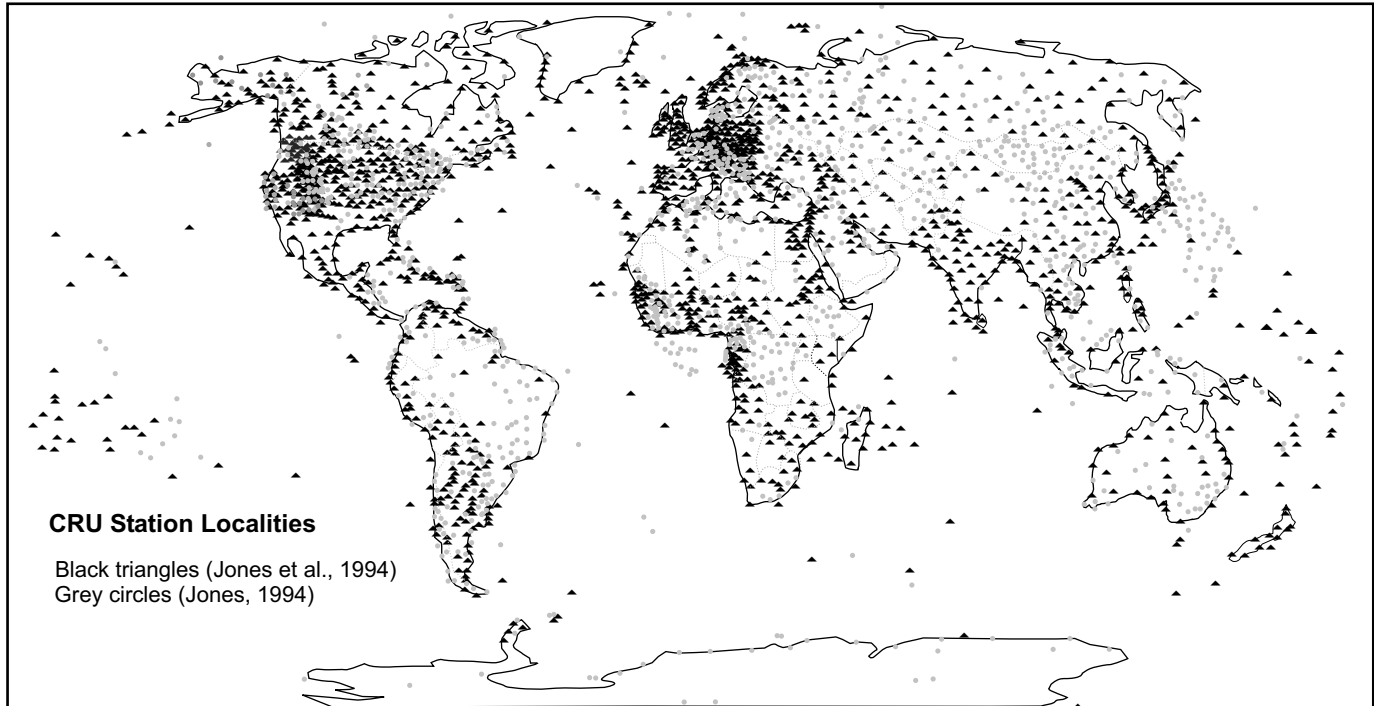 CRU Station Localities
Black triangles (Jones et al., 1994)
Grey circles (Jones, 1994)